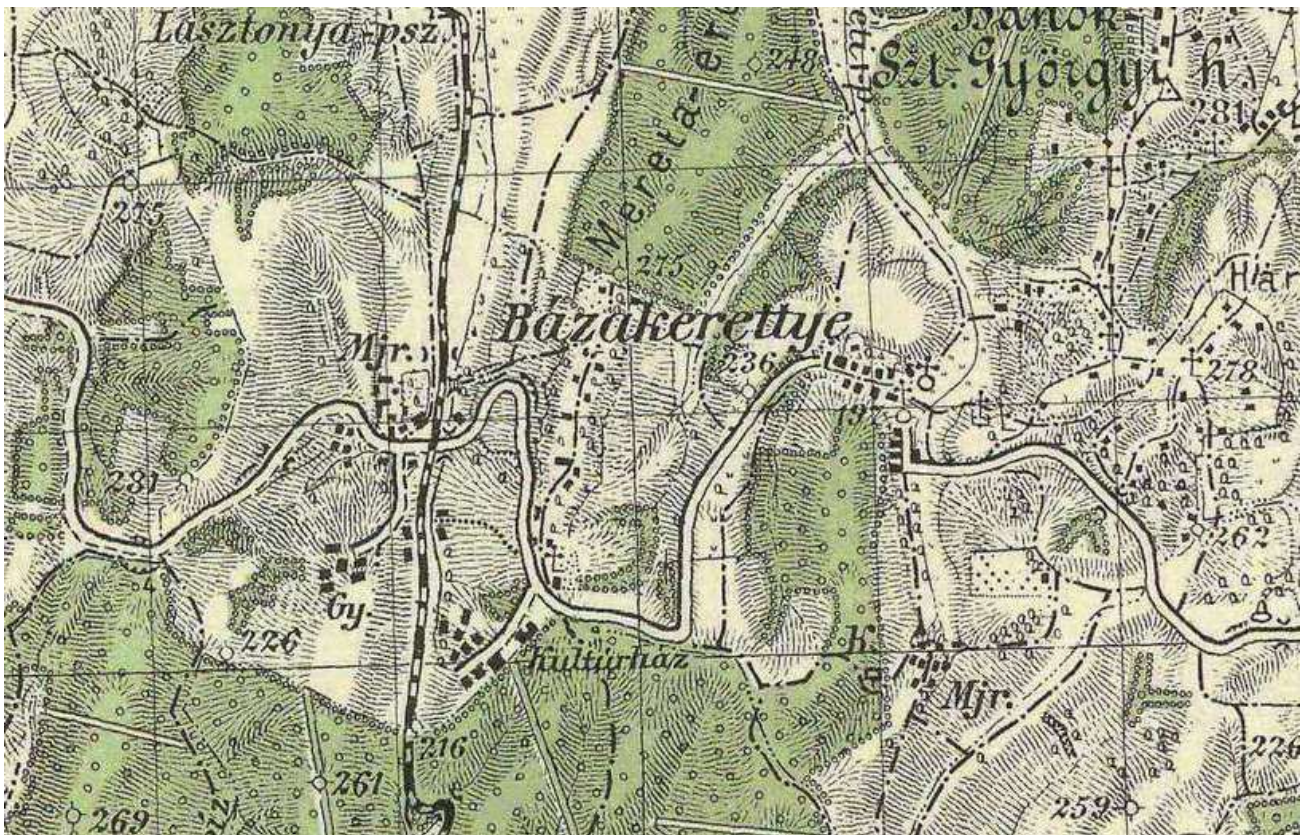 Lasztonya-psz.
Bánok
Szt. Györgyi h.
248
281
Mereta-erd
275
275
Hár
Bázakerettye
Mjr.
236
278
197
281
262
Gy.
226
Kultúrház
h.
Mjr.
216
226
261
259
269